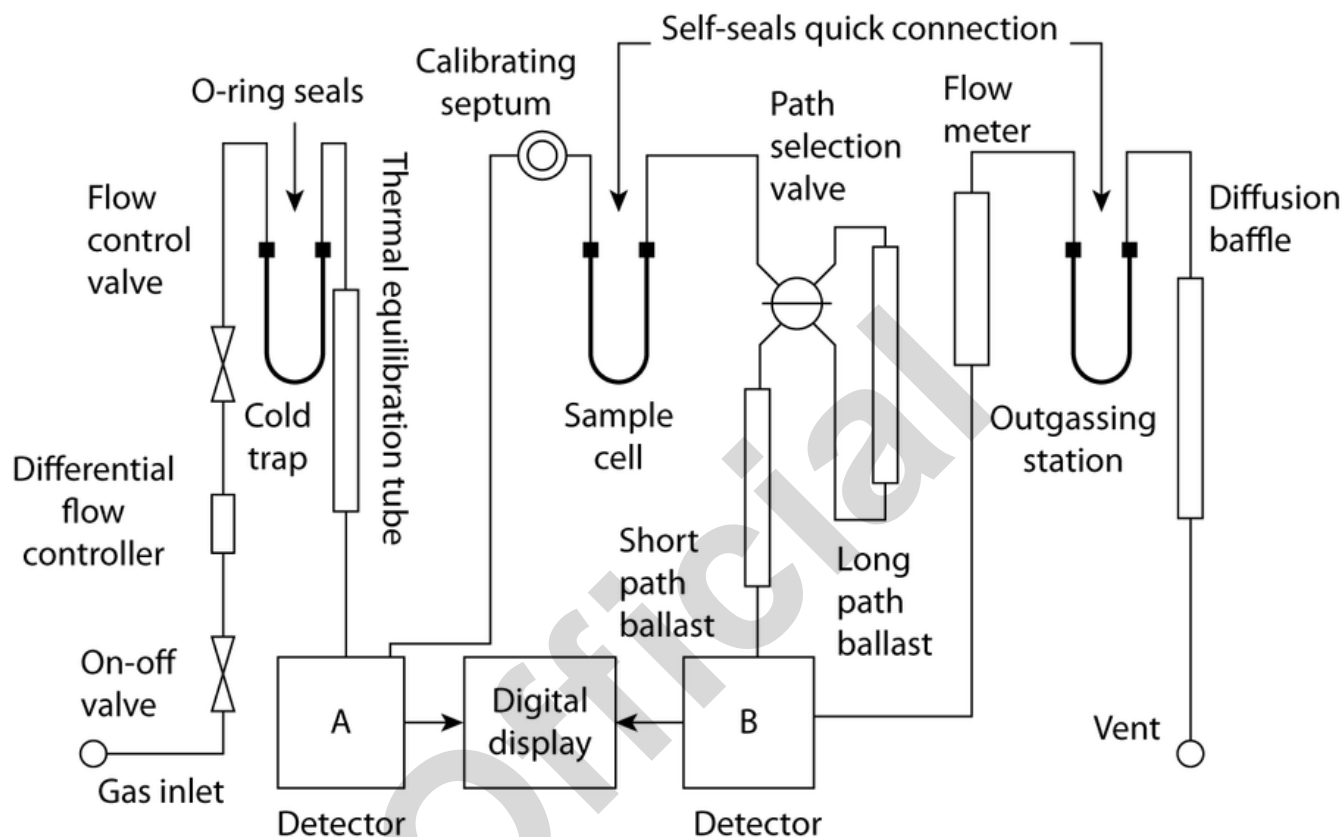 Self-seals quick connection
Calibrating
septum
O-ring seals
Path
selection
valve
Flow
meter
Thermal equilibration tube
Flow
control
valve
Diffusion
baffle
Cold
trap
Sample
cell
Outgassing
station
Differential
flow
controller
Short
path
ballast
Long
path
ballast
On-off
valve
A
Digital
display
B
Vent
Gas inlet
Detector
Detector
Official